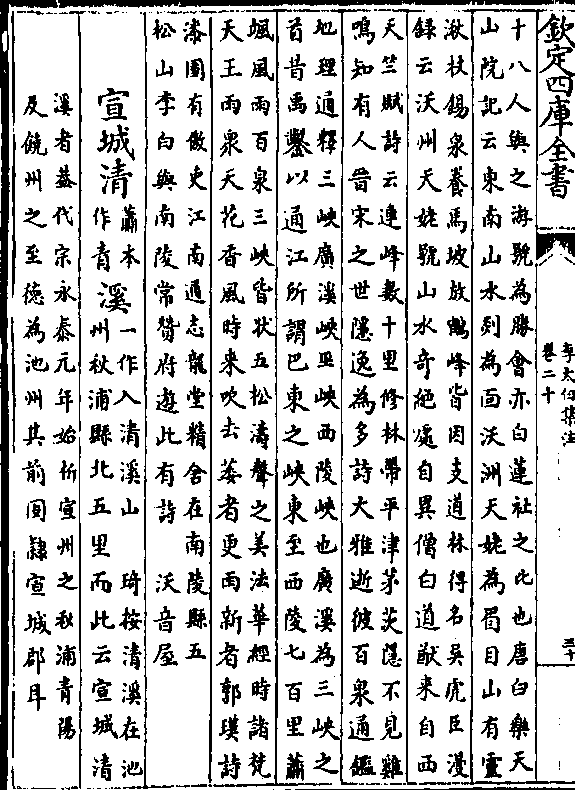 欽定四庫全書
李太白集注
卷二十
三十
十八人與之游號為勝會亦白蓮社之比也唐白樂天
山院記云東南山水剡為面沃洲天姥為眉目山有靈
湫杖錫泉養馬坡放鶴峰皆因支道林得名吳虎臣漫
録云沃州天姥號山水奇絶處自異僧白道猷来自西
天竺賦詩云連峰數十里修林帶平津茅茨隱不見雞
鳴知有人晉宋之世隱逸為多詩大雅逝彼百泉通鑑
地理通釋三峽廣溪峽巫峽西陵峽也廣溪為三峽之
首昔禹鑿以通江所謂巴東之峽東至西陵七百里蕭
颯風雨百泉三峽皆狀五松濤聲之美法華經時諸梵
天王雨衆天花香風時来吹去萎者更雨新者郭璞詩
漆園有傲吏江南通志龍堂精舍在南陵縣五
松山李白與南陵常贊府遊此有詩 沃音屋
宣城清蕭本作青溪一作入清溪山 琦按清溪在池
州秋浦縣北五里而此云宣城清
溪者蓋代宗永泰元年始析宣州之秋浦青陽
及饒州之至德為池州其前固隸宣城郡耳